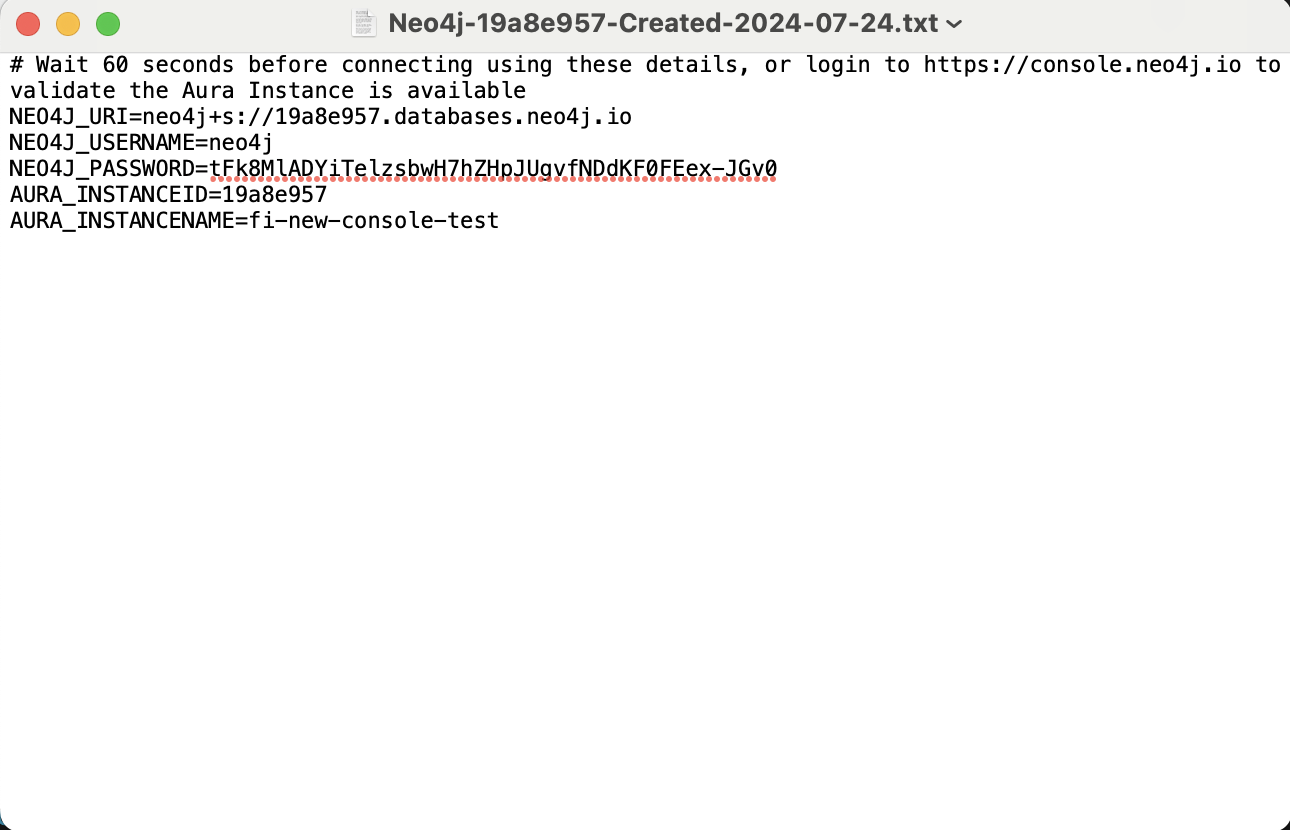 Neo4j-19a8e957-Created-2024-07-24.txt
# Wait 60 seconds before connecting using these details, or login to https://console.neo4j.io to
validate the Aura Instance is available
NEO4J_URI=neo4j+s://19a8e957.databases.neo4j.io
NEO4J_USERNAME=neo4j
NEO4J_PASSWORD=tFk8MlADYiTelzsbwH7hZHpJUgvfNDdKF0FEex-JGv0
AURA_INSTANCEID=19a8e957
AURA_INSTANCENAME=fi-new-console-test